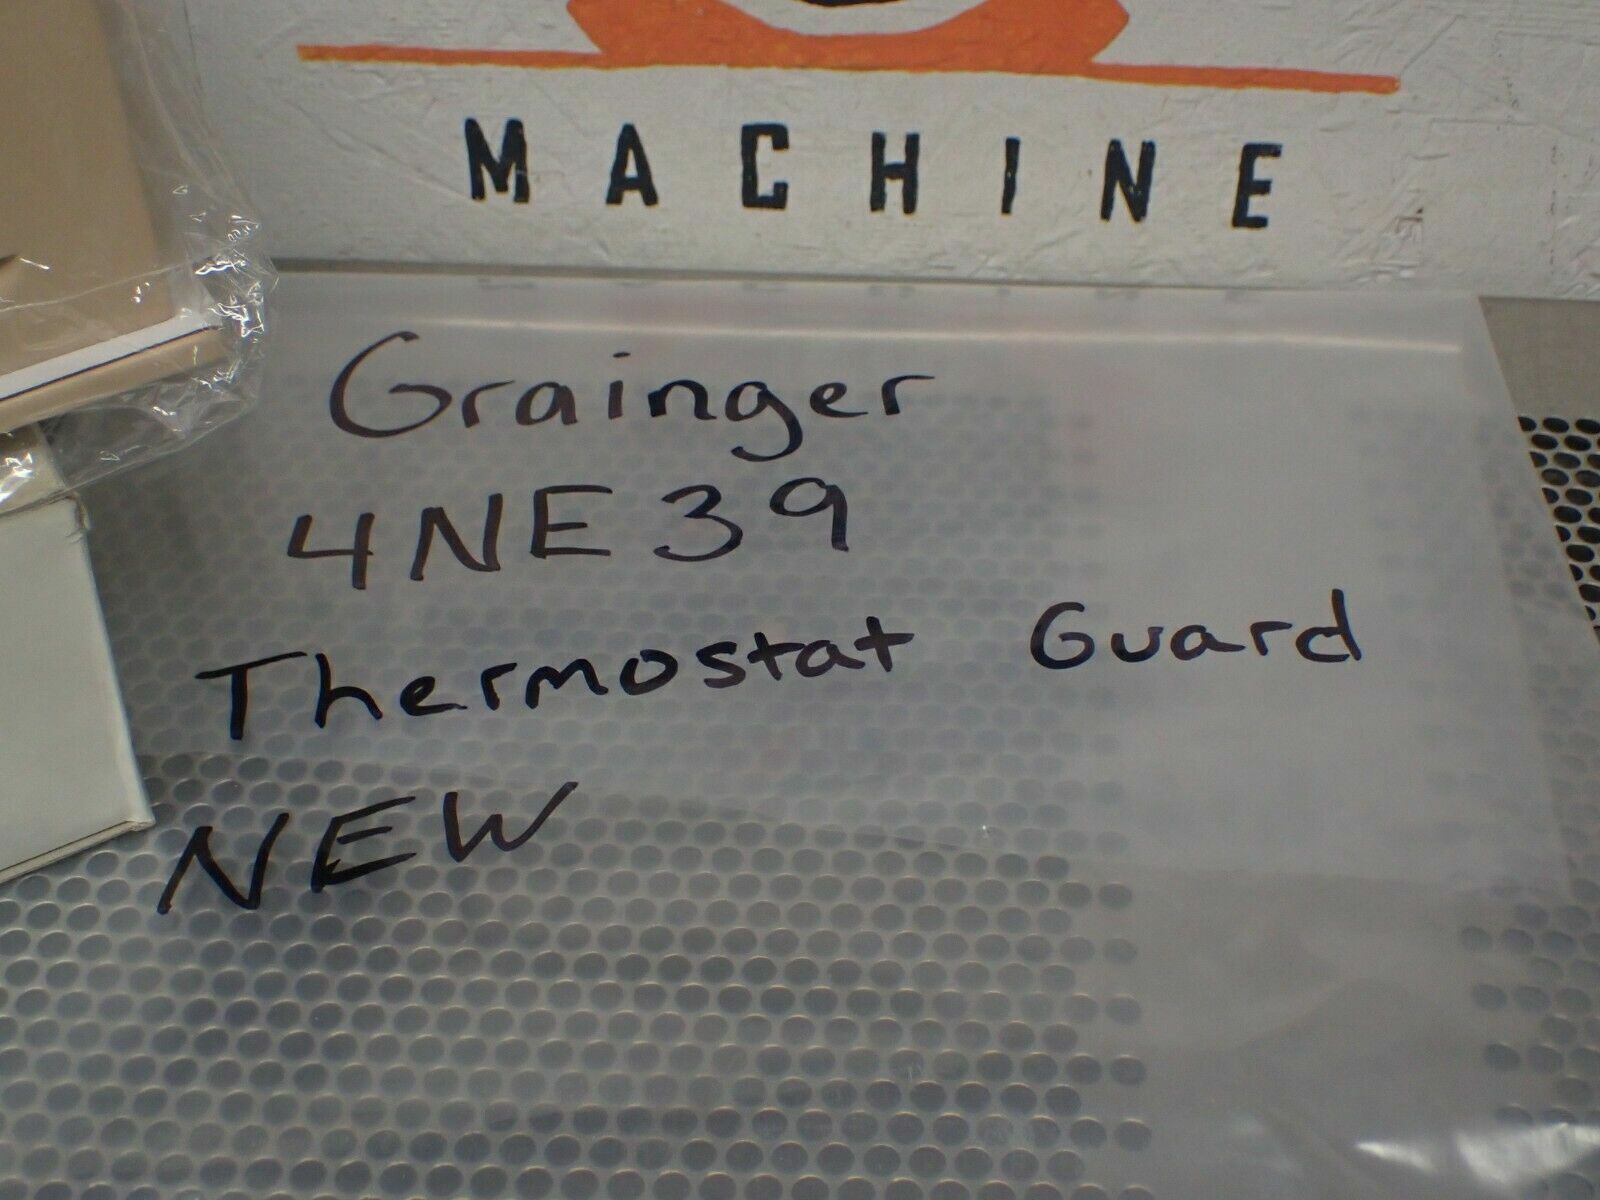 MACHINE
Grainger
4NE39
Thermostat Guard
NEW